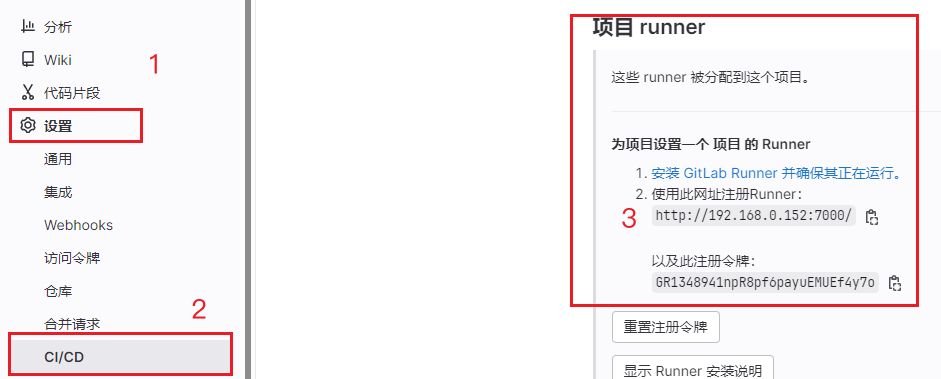 分析
Wiki
1
代码片段
设置
通用
集成
Webhooks
访问令牌
仓库
2
合并请求
CI/CD
项目 runner
这些 runner 被分配到这个项目。
为项目设置一个 项目 的 Runner
1. 安装 GitLab Runner 并确保其正在运行。
2. 使用此网址注册Runner:
3
http://192.168.0.152:7000/
以及此注册令牌:
GR1348941npR8pf6payuEMUEf4y7o
重置注册令牌
显示 Runner 安装说明